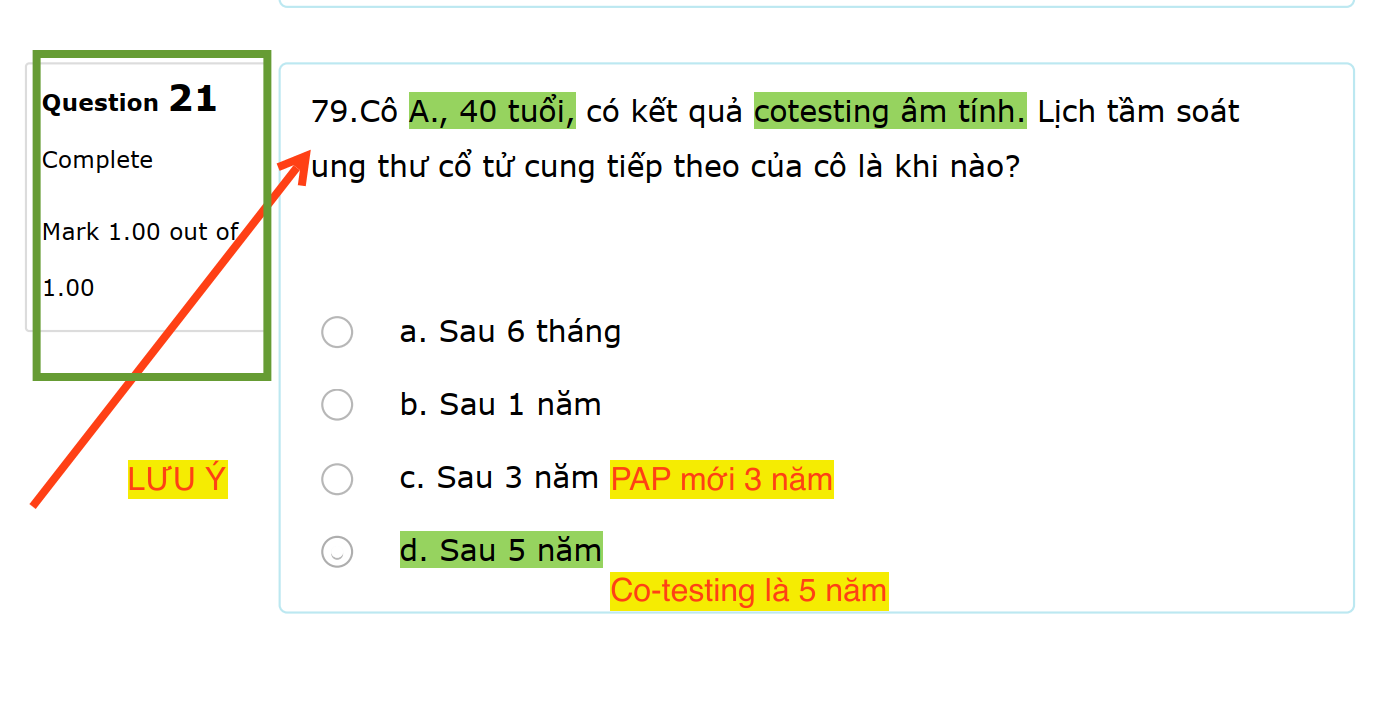 Question 21
Complete
Mark 1.00 out of
1.00
79.Cô A., 40 tuổi, có kết quả cotesting âm tính. Lịch tầm soát
ung thư cổ tử cung tiếp theo của cô là khi nào?
a. Sau 6 tháng
b. Sau 1 năm
c. Sau 3 năm PAP mới 3 năm
LƯU Ý
d. Sau 5 năm
Co-testing là 5 năm